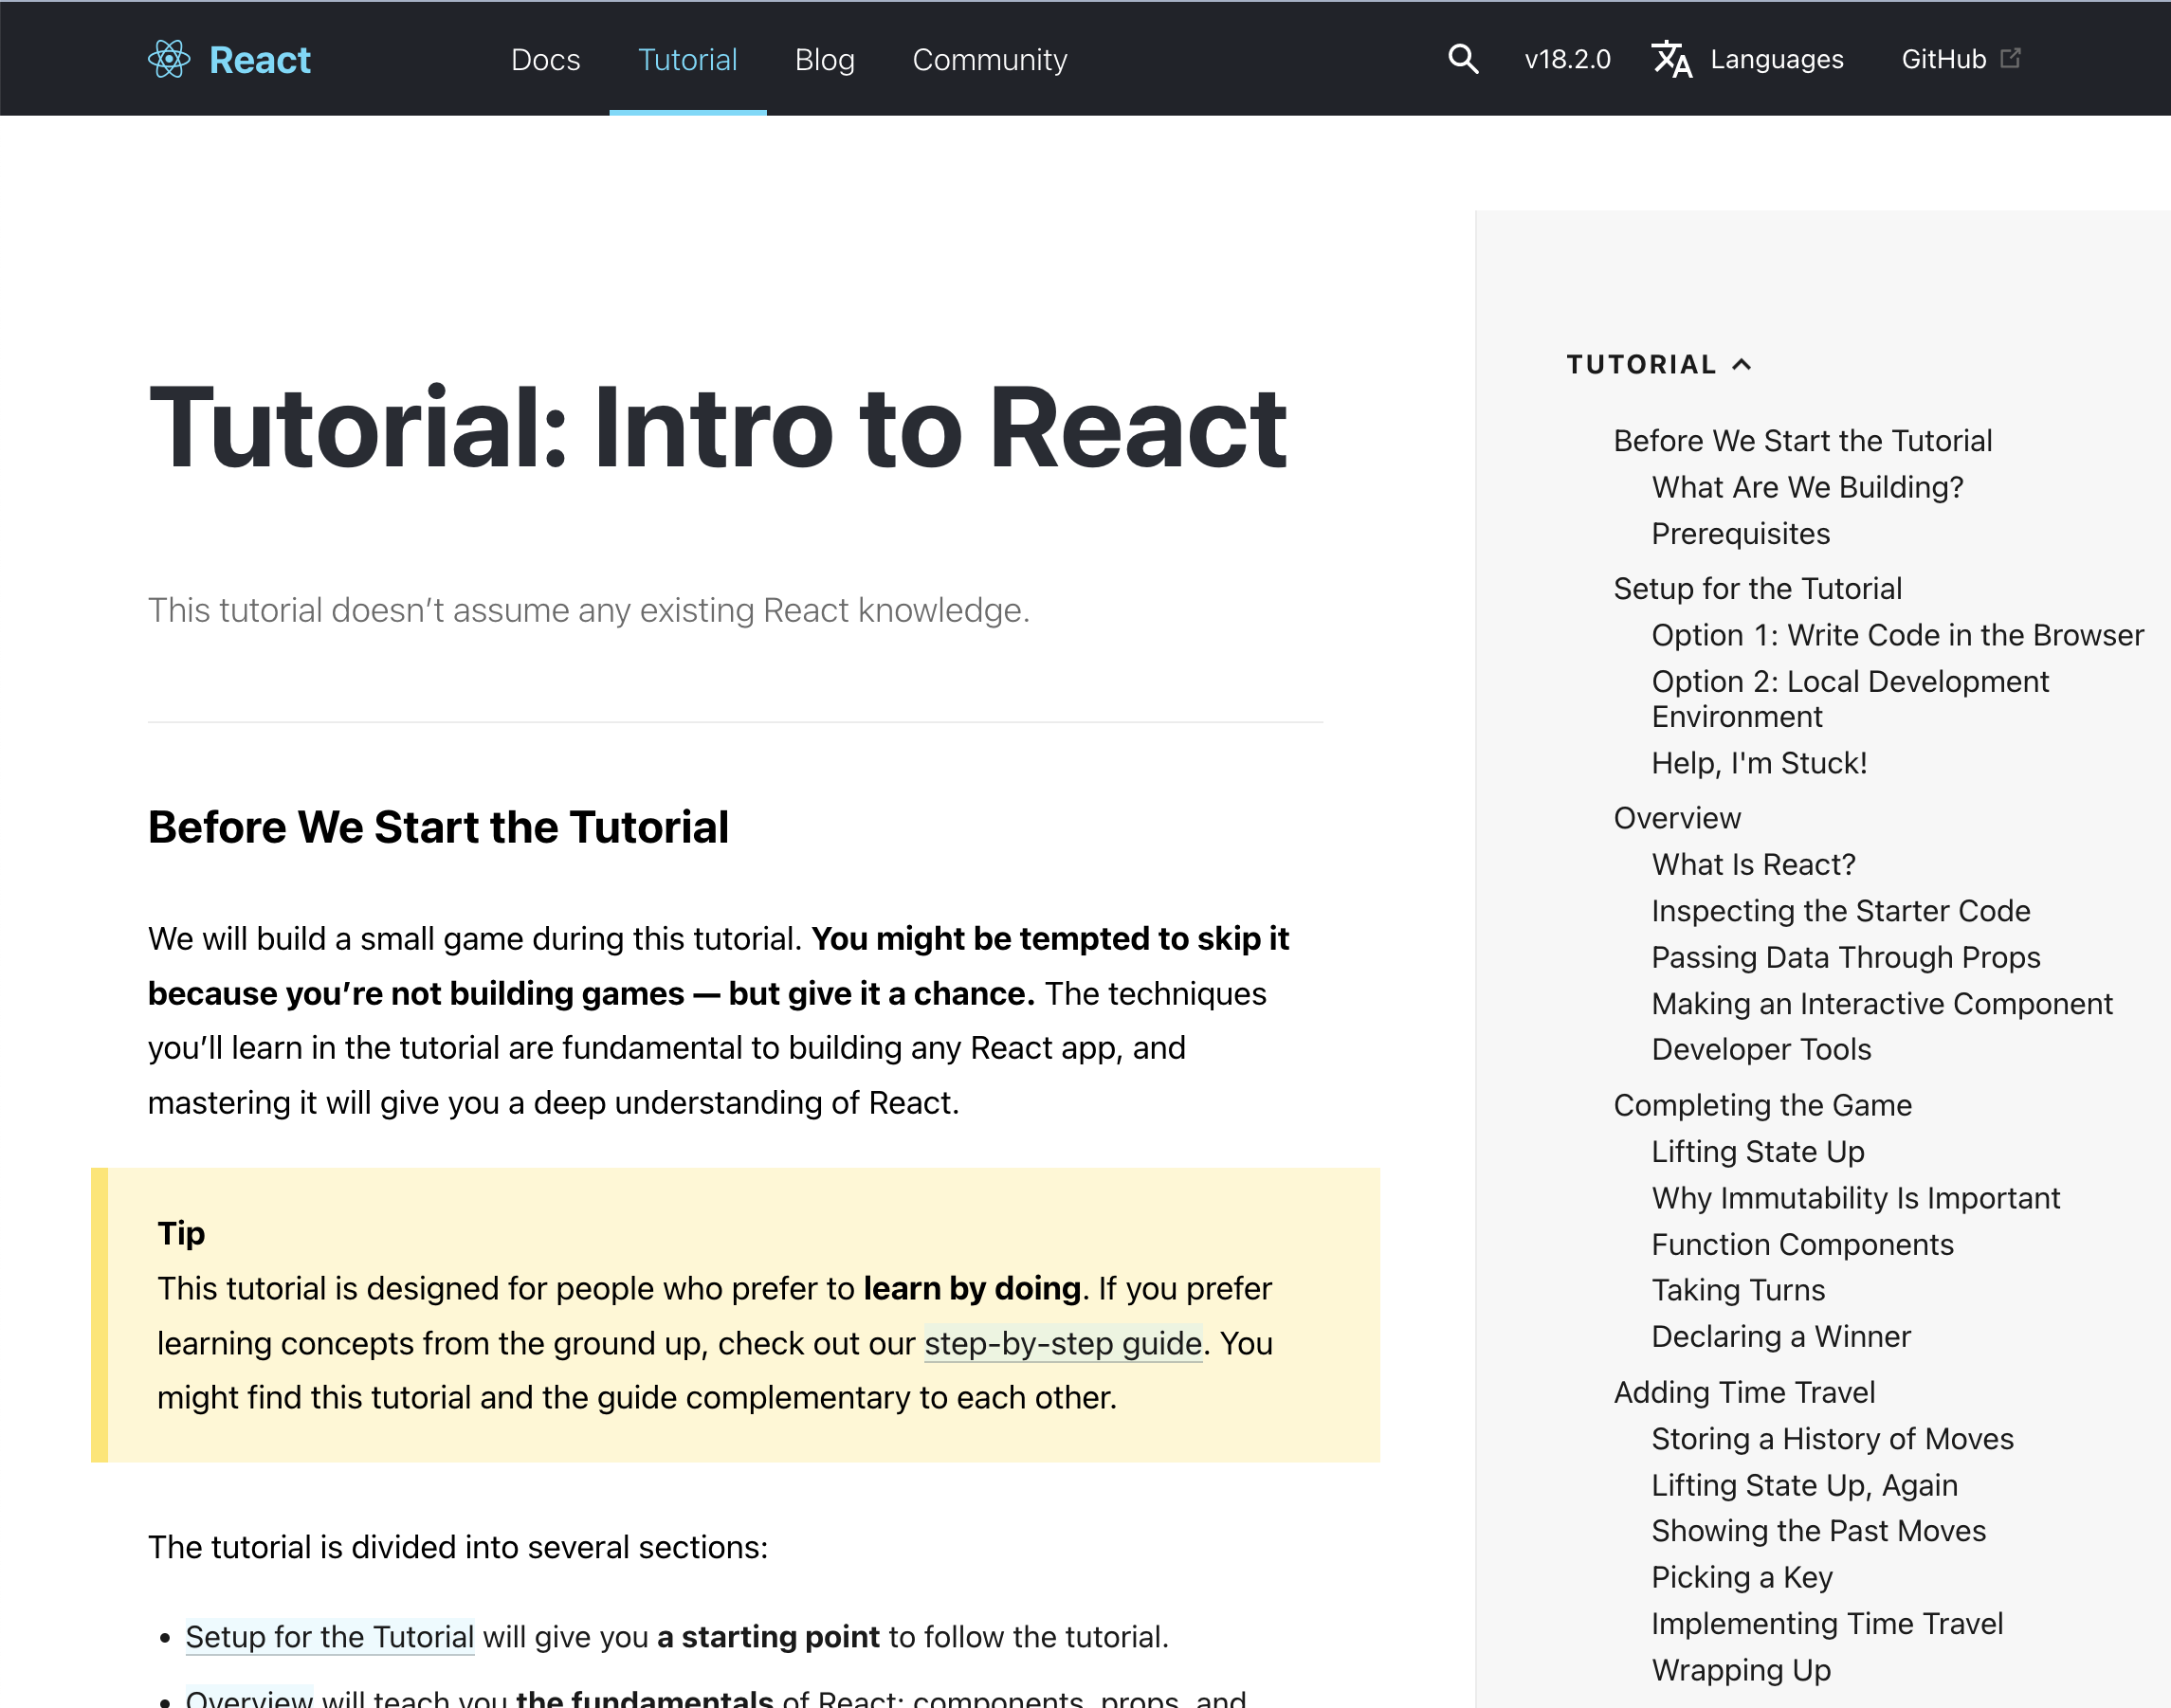 React
Docs
Tutorial
Blog
Community
v18.2.0
Languages
GitHub
Tutorial: Intro to React
This tutorial doesn’t assume any existing React knowledge.
Before We Start the Tutorial
We will build a small game during this tutorial. You might be tempted to skip it
because you’re not building games — but give it a chance. The techniques
you’ll learn in the tutorial are fundamental to building any React app, and
mastering it will give you a deep understanding of React.
Tip
This tutorial is designed for people who prefer to learn by doing. If you prefer
learning concepts from the ground up, check out our step-by-step guide. You
might find this tutorial and the guide complementary to each other.
The tutorial is divided into several sections:
• Setup for the Tutorial will give you a starting point to follow the tutorial.
• Overview will teach you the fundamentals of React: components, props, and
TUTORIAL
Before We Start the Tutorial
What Are We Building?
Prerequisites
Setup for the Tutorial
Option 1: Write Code in the Browser
Option 2: Local Development
Environment
Help, I'm Stuck!
Overview
What Is React?
Inspecting the Starter Code
Passing Data Through Props
Making an Interactive Component
Developer Tools
Completing the Game
Lifting State Up
Why Immutability Is Important
Function Components
Taking Turns
Declaring a Winner
Adding Time Travel
Storing a History of Moves
Lifting State Up, Again
Showing the Past Moves
Picking a Key
Implementing Time Travel
Wrapping Up